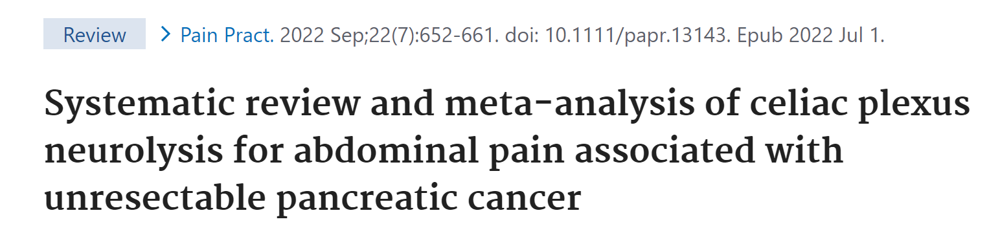 Review > Pain Pract. 2022 Sep;22(7):652-661. doi: 10.1111/papr.13143. Epub 2022 Jul 1.
Systematic review and meta-analysis of celiac plexus
neurolysis for abdominal pain associated with
unresectable pancreatic cancer